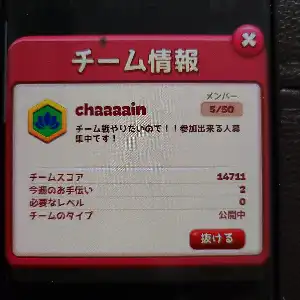 チーム情報
メンバー
chaaaain
5/50
チーム戦やりたいので！！参加出来る人募
集中です！
チームスコア 14711
今週のお手伝い 2
必要なレベル 0
チームのタイプ 公開中
抜ける